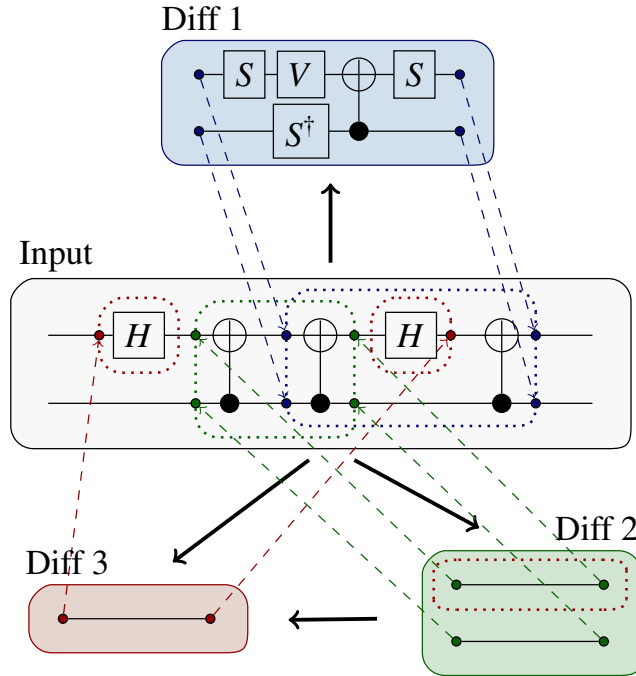 Diff 1
S V S
S†
Input
H H
Diff 2
Diff 3